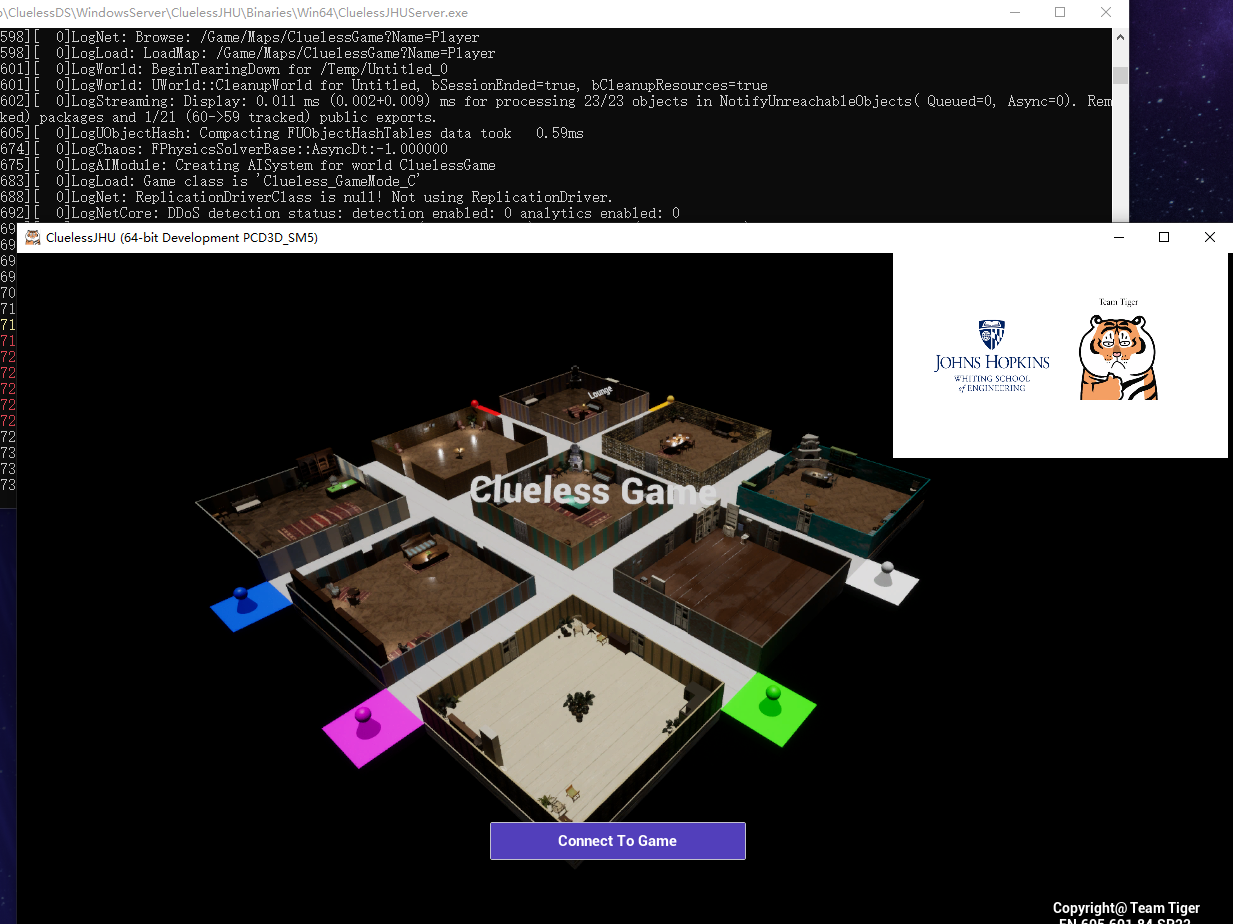 \CluelessDS\WindowsServer\CluelessJHU\Binaries\Win64\CluelessJHUServer.exe
598][  0]LogNet: Browse: /Game/Maps/CluelessGame?Name=Player
598][  0]LogLoad: LoadMap: /Game/Maps/CluelessGame?Name=Player
601][  0]LogWorld: BeginTearingDown for /Temp/Untitled_0
601][  0]LogWorld: UWorld::CleanupWorld for Untitled, bSessionEnded=true, bCleanupResources=true
602][  0]LogStreaming: Display: 0.011 ms (0.002+0.009) ms for processing 23/23 objects in NotifyUnreachableObjects( Queued=0, Async=0). Rem
ked) packages and 1/21 (60->59 tracked) public exports.
605][  0]LogUObjectHash: Compacting FUObjectHashTables data took   0.59ms
674][  0]LogChaos: FPhysicsSolverBase::AsyncDt:-1.000000
675][  0]LogAIModule: Creating AISystem for world CluelessGame
683][  0]LogLoad: Game class is 'Clueless_GameMode_C'
688][  0]LogNet: ReplicationDriverClass is null! Not using ReplicationDriver.
692][  0]LogNetCore: DDoS detection status: detection enabled: 0 analytics enabled: 0
69
69
69
69
70
71
71
71
72
72
72
72
72
72
73
73
73
CluelessJHU (64-bit Development PCD3D_SM5)
Team Tiger
JOHNS HOPKINS
WHITING SCHOOL
of ENGINEERING
Lounge
Clueless Game
Connect To Game
Copyright@ Team Tiger
EN.605.601.84.SP22